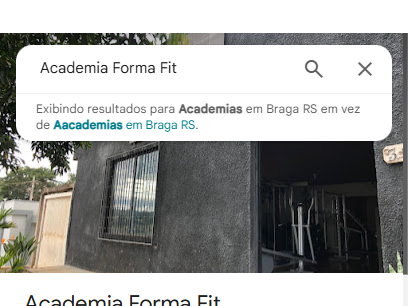 Academia Forma Fit
Exibindo resultados para Academias em Braga RS em vez
de Aacademias em Braga RS.
Academia Forma Fit